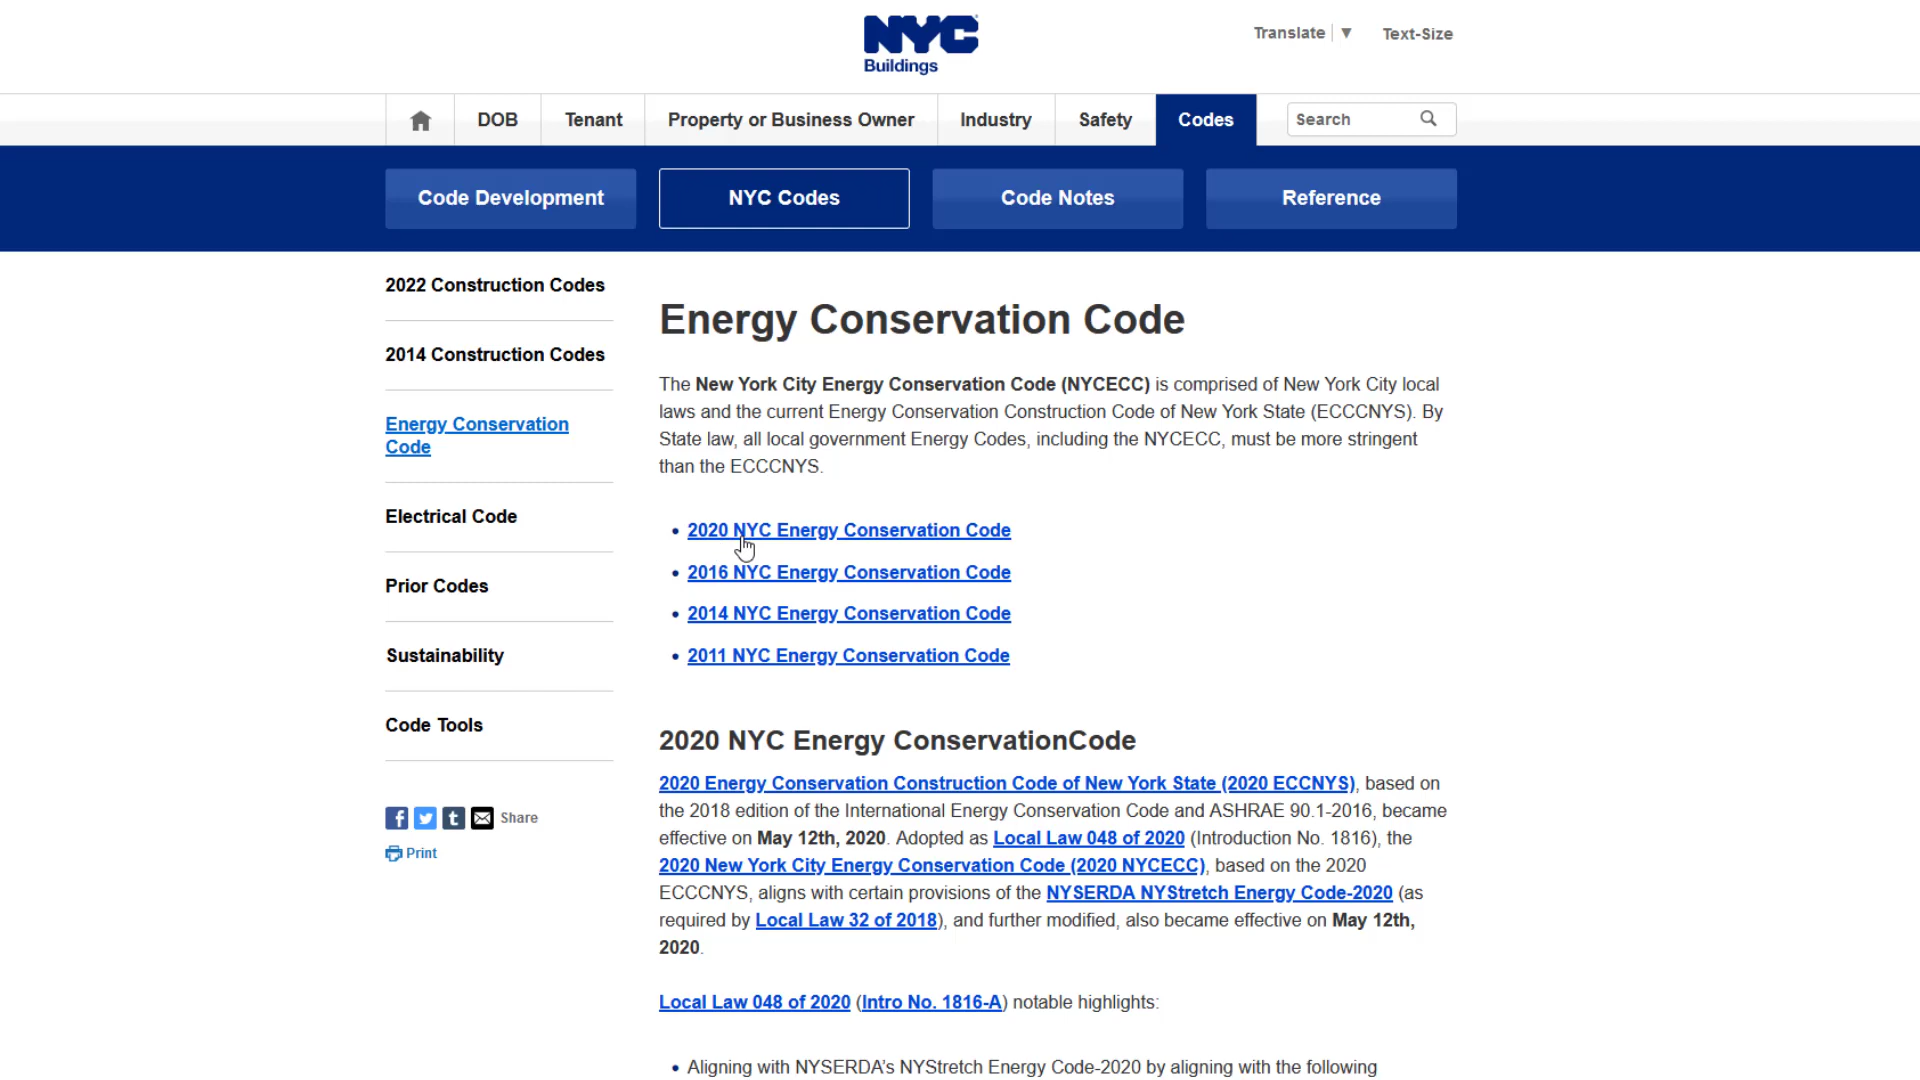 NYC
Buildings
Translate ▼ Text-Size
DOB Tenant Property or Business Owner Industry Safety Codes Search
Code Development NYC Codes Code Notes Reference
2022 Construction Codes
2014 Construction Codes
Energy Conservation
Code
Electrical Code
Prior Codes
Sustainability
Code Tools
Share
Print
Energy Conservation Code
The New York City Energy Conservation Code (NYCECC) is comprised of New York City local
laws and the current Energy Conservation Construction Code of New York State (ECCCNYS). By
State law, all local government Energy Codes, including the NYCECC, must be more stringent
than the ECCCNYS.
• 2020 NYC Energy Conservation Code
• 2016 NYC Energy Conservation Code
• 2014 NYC Energy Conservation Code
• 2011 NYC Energy Conservation Code
2020 NYC Energy ConservationCode
2020 Energy Conservation Construction Code of New York State (2020 ECCNYS), based on
the 2018 edition of the International Energy Conservation Code and ASHRAE 90.1-2016, became
effective on May 12th, 2020. Adopted as Local Law 048 of 2020 (Introduction No. 1816), the
2020 New York City Energy Conservation Code (2020 NYCECC), based on the 2020
ECCCNYS, aligns with certain provisions of the NYSERDA NYStretch Energy Code-2020 (as
required by Local Law 32 of 2018), and further modified, also became effective on May 12th,
2020.
Local Law 048 of 2020 (Intro No. 1816-A) notable highlights:
• Aligning with NYSERDA's NYStretch Energy Code-2020 by aligning with the following